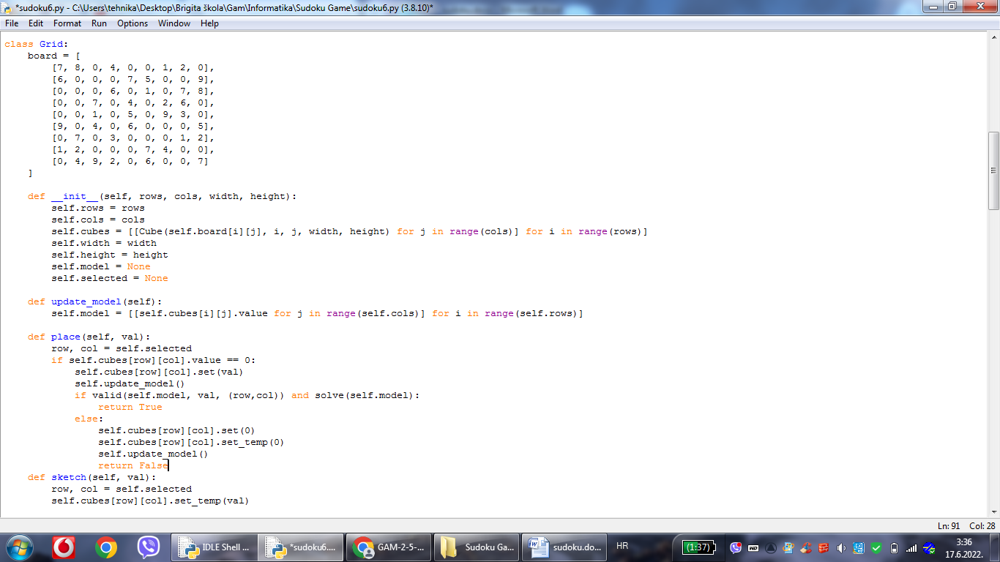 *sudoku6.py - C:\Users\tehnika\Desktop\Brigita škola\Gam\Informatika\Sudoku Game\sudoku6.py (3.8.10)*
File Edit Format Run Options Window Help
class Grid:
    board = [
        [7, 8, 0, 4, 0, 0, 1, 2, 0],
        [6, 0, 0, 0, 7, 5, 0, 0, 9],
        [0, 0, 0, 6, 0, 1, 0, 7, 8],
        [0, 0, 7, 0, 4, 0, 2, 6, 0],
        [0, 0, 1, 0, 5, 0, 9, 3, 0],
        [9, 0, 4, 0, 6, 0, 0, 0, 5],
        [0, 7, 0, 3, 0, 0, 0, 1, 2],
        [1, 2, 0, 0, 0, 7, 4, 0, 0],
        [0, 4, 9, 2, 0, 6, 0, 0, 7]
    ]
    def __init__(self, rows, cols, width, height):
        self.rows = rows
        self.cols = cols
        self.cubes = [[Cube(self.board[i][j], i, j, width, height) for j in range(cols)] for i in range(rows)]
        self.width = width
        self.height = height
        self.model = None
        self.selected = None
    def update_model(self):
        self.model = [[self.cubes[i][j].value for j in range(self.cols)] for i in range(self.rows)]
    def place(self, val):
        row, col = self.selected
        if self.cubes[row][col].value == 0:
            self.cubes[row][col].set(val)
            self.update_model()
            if valid(self.model, val, (row,col)) and solve(self.model):
                return True
            else:
                self.cubes[row][col].set(0)
                self.cubes[row][col].set_temp(0)
                self.update_model()
                return False
    def sketch(self, val):
        row, col = self.selected
        self.cubes[row][col].set_temp(val)
Ln: 91 Col: 28
IDLE Shell ... *sudoku6.... GAM-2-5-... Sudoku Ga... sudoku.do... HR (1:37) 3:36
17.6.2022.